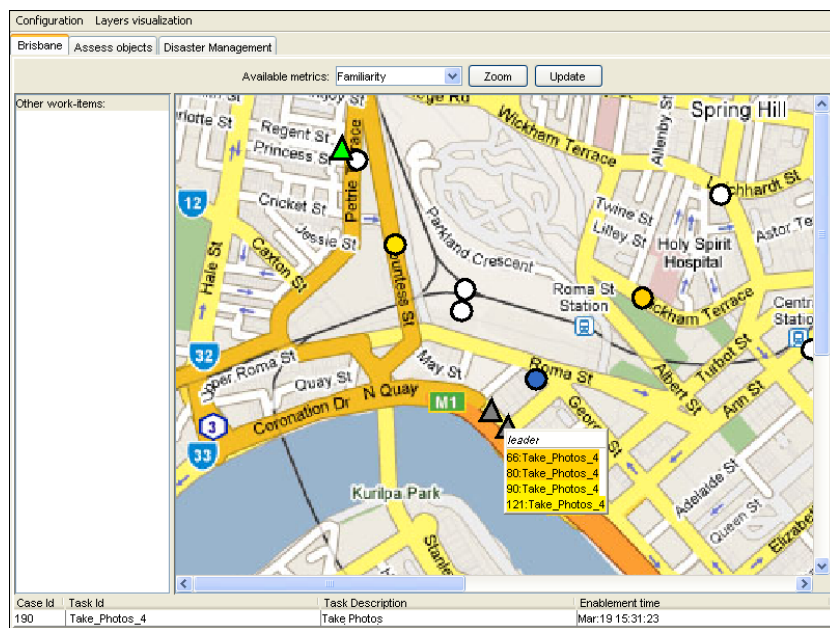 Configuration Layers visualization
Brisbane Assess objects Disaster Management
Available metrics: Familiarity Zoom Update
Other work-items:
Spring Hill
Wickham Terrace
Allenby St
Regent St
Princess St
Petrie Terrace
12
Cricket St
Jessie St
Caxton St
Hale St
Parkland Crescent
Twine St
Lilley St
Holy Spirit
Hospital
Roma St
Station
32
May St
Roma St
Albert St
Turbot St
Ann St
Quay St
N Quay
M1
Coronation Dr
3
33
leader
66:Take_Photos_4
80:Take_Photos_4
90:Take_Photos_4
121:Take_Photos_4
Kurilpa Park
Adelaide St
Queen St
Case Id Task Id Task Description Enablement time
190 Take_Photos_4 Take Photos Mar:19 15:31:23